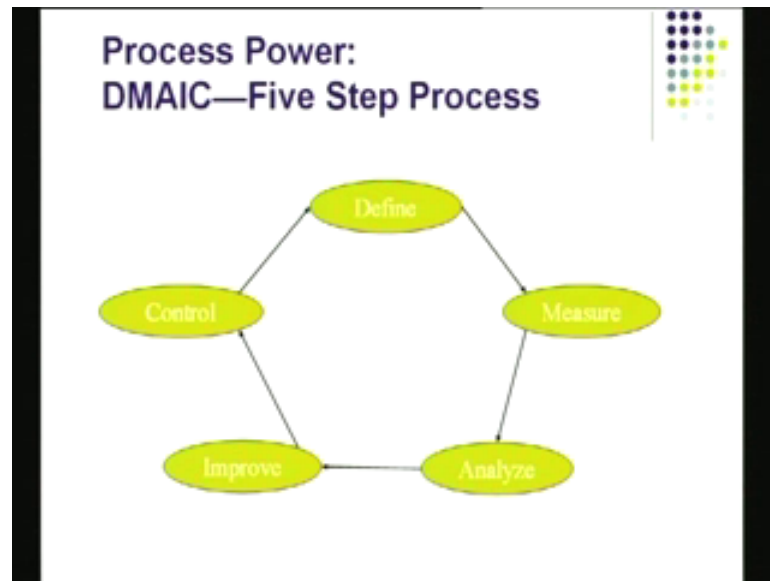 Process Power:
DMAIC—Five Step Process
Define
Measure
Analyze
Improve
Control